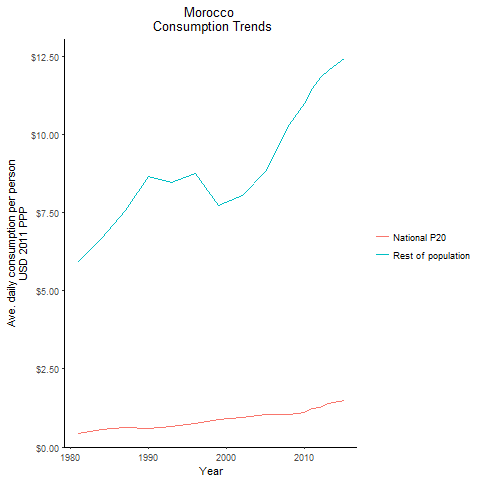 Morocco
Consumption Trends
Ave. daily consumption per person
USD 2011 PPP
$12.50
$10.00
$7.50
$5.00
$2.50
$0.00
1980
1990
2000
2010
Year
National P20
Rest of population